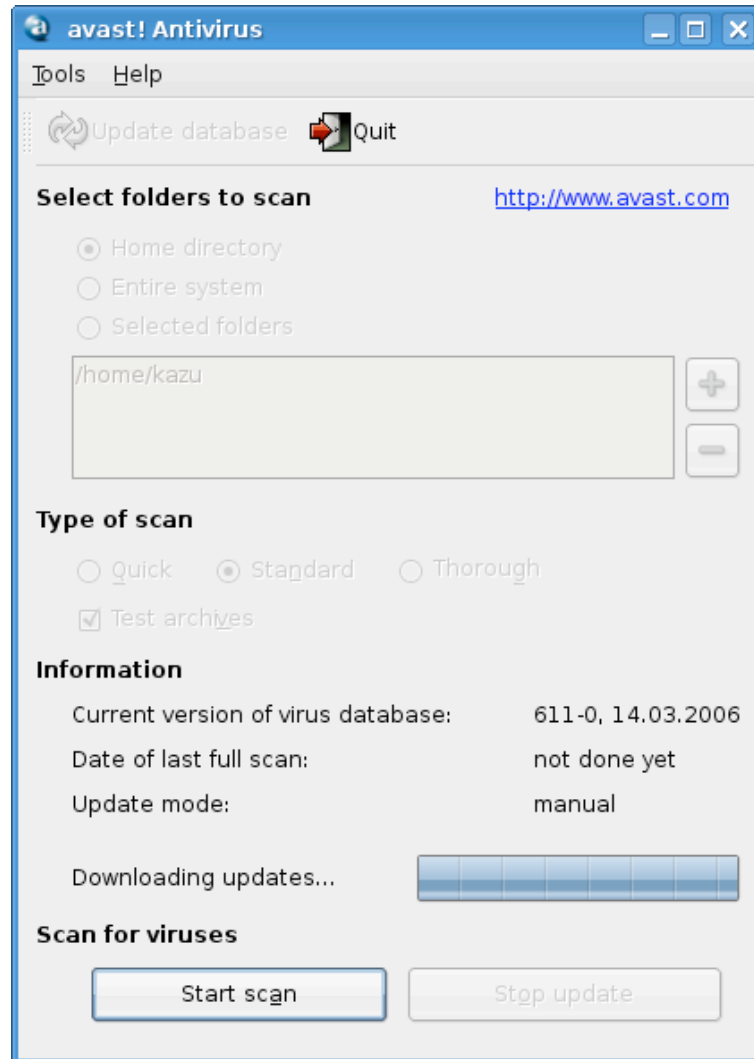 avast! Antivirus
Tools Help
Update database Quit
Select folders to scan http://www.avast.com
Home directory
Entire system
Selected folders
/home/kazu
Type of scan
Quick Standard Thorough
Test archives
Information
Current version of virus database: 611-0, 14.03.2006
Date of last full scan: not done yet
Update mode: manual
Downloading updates...
Scan for viruses
Start scan Stop update